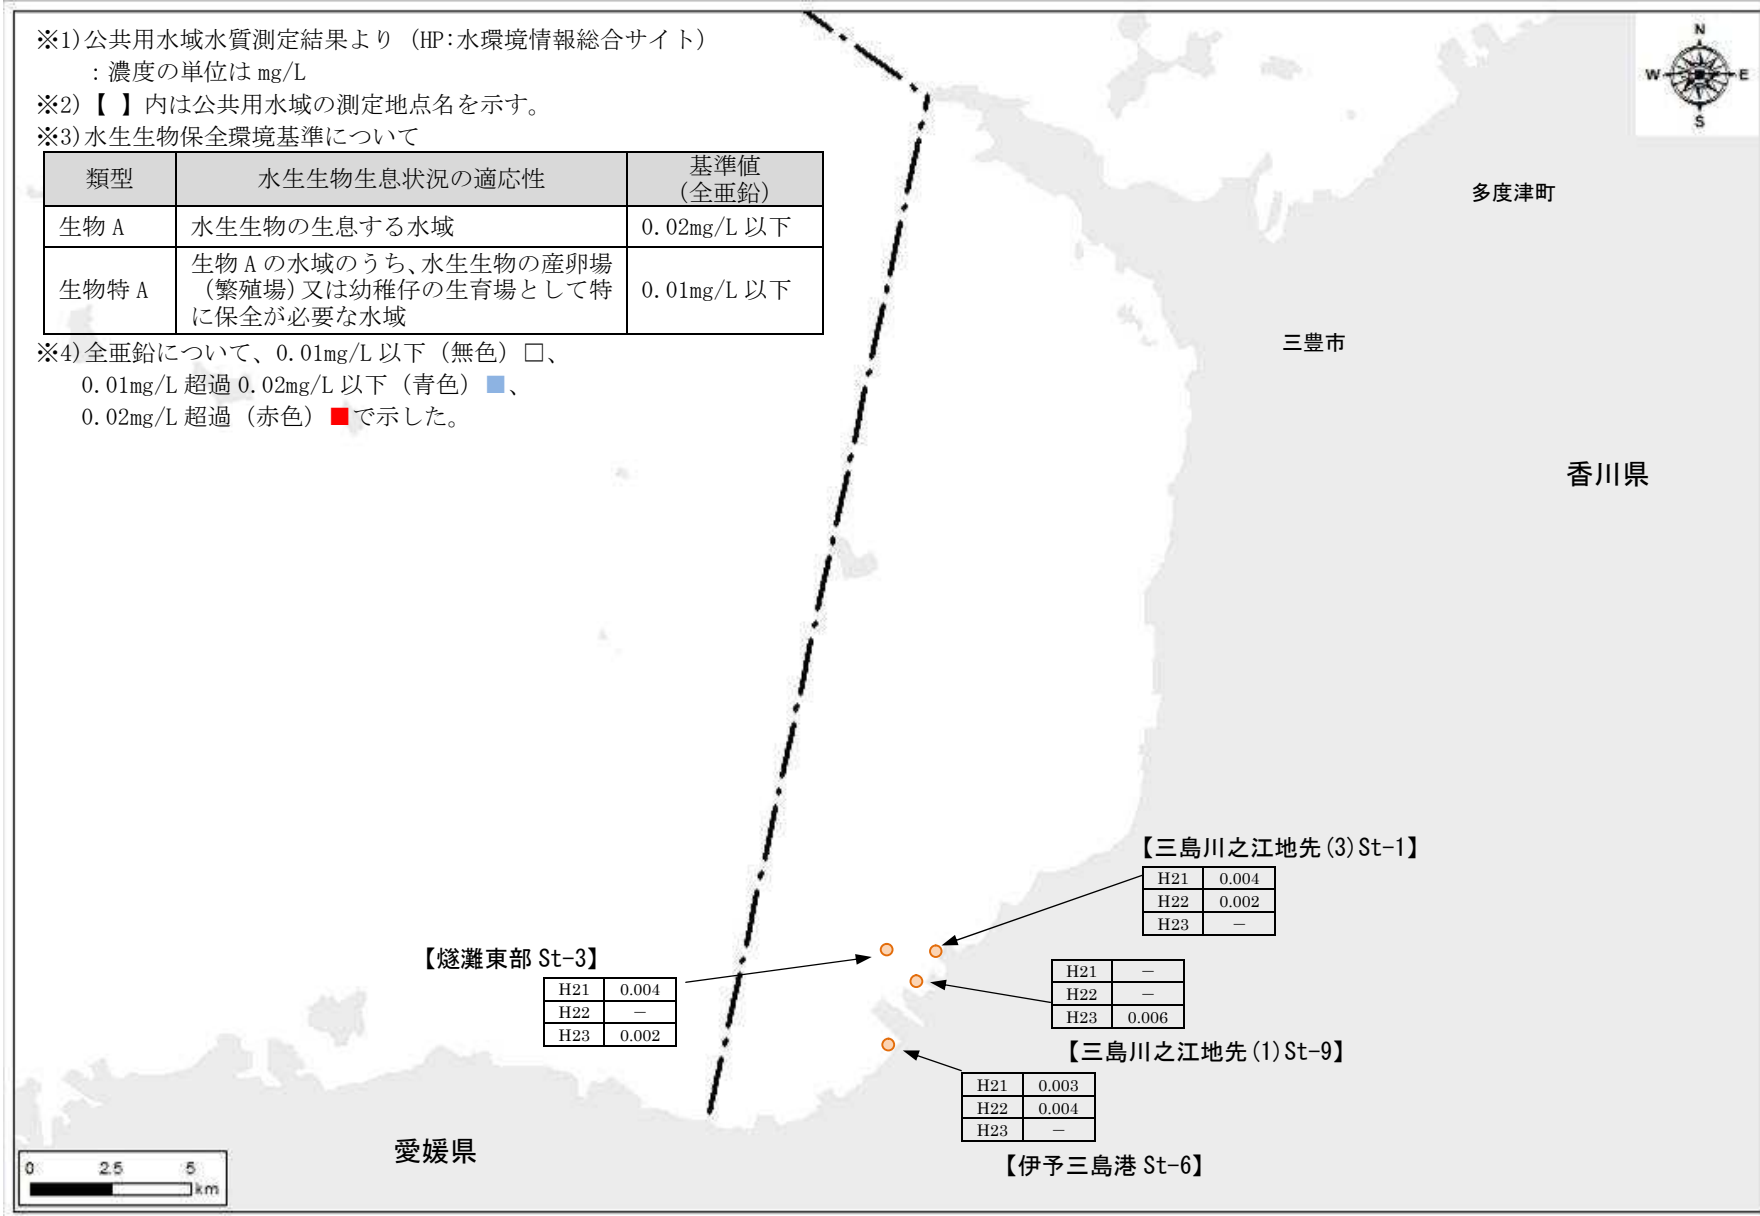 ※1)公共用水域水質測定結果より（HP:水環境情報総合サイト）
：濃度の単位は mg/L
※2)【 】内は公共用水域の測定地点名を示す。
※3)水生生物保全環境基準について
類型 水生生物生息状況の適応性 基準値
(全亜鉛)
生物 A 水生生物の生息する水域 0.02mg/L 以下
生物特 A 生物 A の水域のうち、水生生物の産卵場
（繁殖場）又は幼稚仔の生育場として特
に保全が必要な水域 0.01mg/L 以下
※4)全亜鉛について、0.01mg/L 以下（無色）□、
0.01mg/L 超過 0.02mg/L 以下（青色）■、
0.02mg/L 超過（赤色）■で示した。
N
W E
S
多度津町
三豊市
香川県
【三島川之江地先(3)St-1】
H21 0.004
H22 0.002
H23 －
【燧灘東部 St-3】
H21 0.004
H22 －
H23 0.002
H21 －
H22 －
H23 0.006
【三島川之江地先(1)St-9】
H21 0.003
H22 0.004
H23 －
【伊予三島港 St-6】
愛媛県
0 2.5 5
km